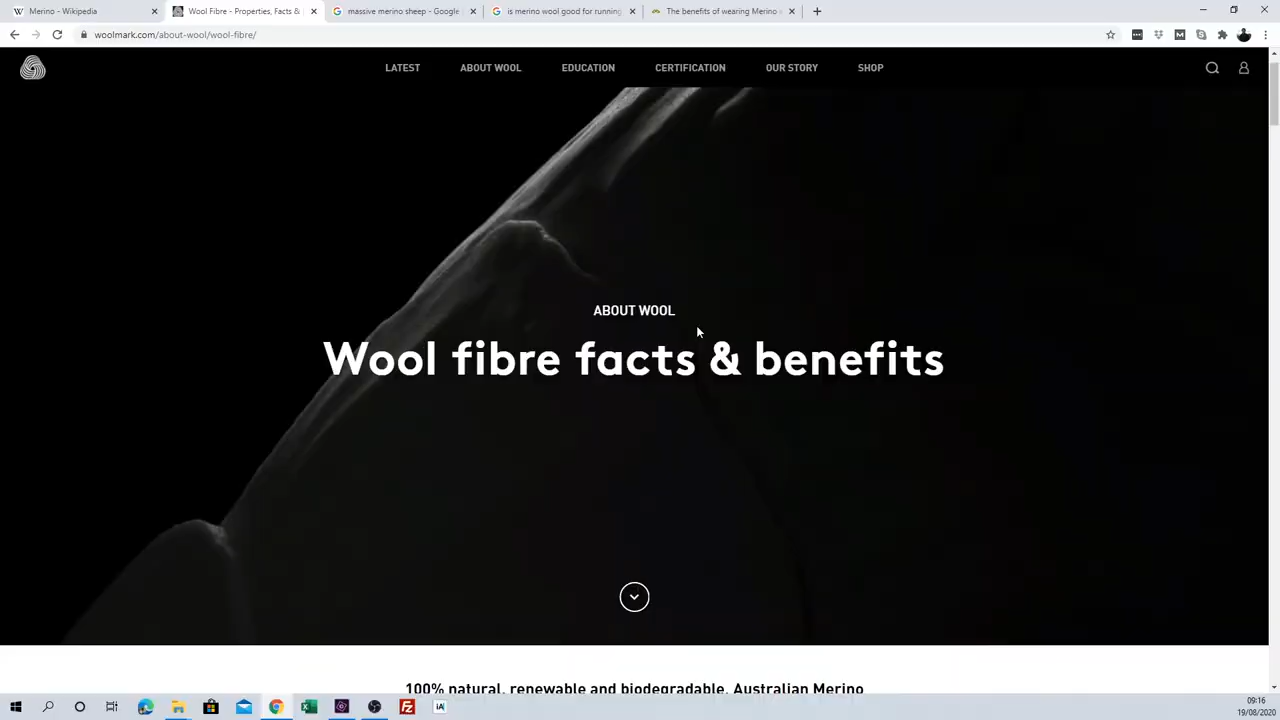 Merino - Wikipedia
Wool Fibre - Properties, Facts &
massive merino sheep - Google
is merino wool good for running
The benefits of wearing Merino
woolmark.com/about-wool/wool-fibre/
LATEST
ABOUT WOOL
EDUCATION
CERTIFICATION
OUR STORY
SHOP
ABOUT WOOL
Wool fibre facts & benefits
100% natural, renewable and biodegradable, Australian Merino
09:16
19/08/2020